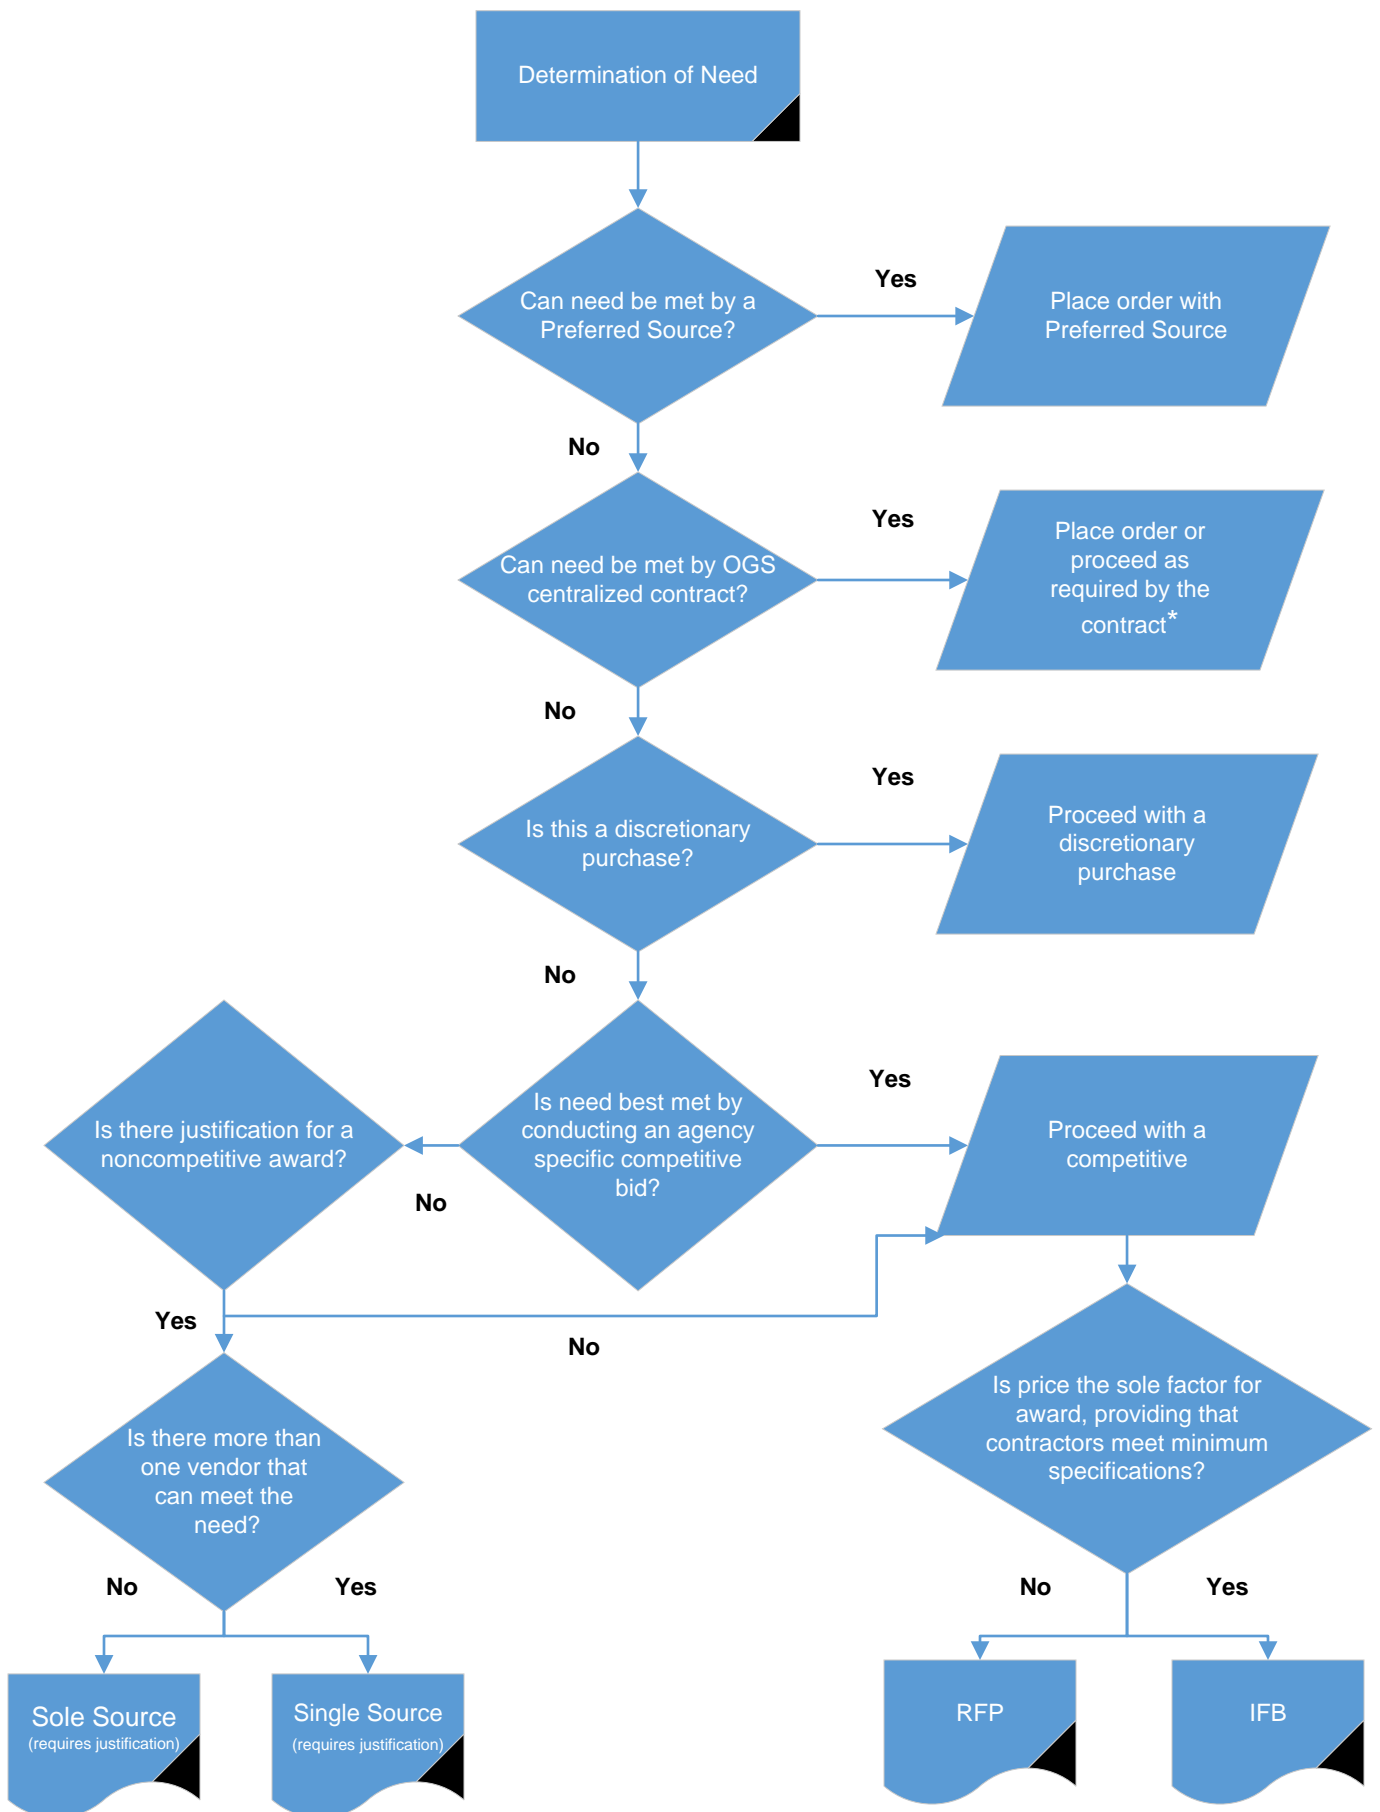 Determination of Need
Can need be met by a
Preferred Source?
Yes
Place order with
Preferred Source
No
Can need be met by OGS
centralized contract?
Yes
Place order or
proceed as
required by the
contract*
No
Is this a discretionary
purchase?
Yes
Proceed with a
discretionary
purchase
No
Is need best met by
conducting an agency
specific competitive
bid?
Yes
Proceed with a
competitive
No
Is there justification for a
noncompetitive award?
Yes
No
Is there more than
one vendor that
can meet the
need?
Is price the sole factor for
award, providing that
contractors meet minimum
specifications?
No
Yes
No
Yes
Sole Source
(requires justification)
Single Source
(requires justification)
RFP
IFB